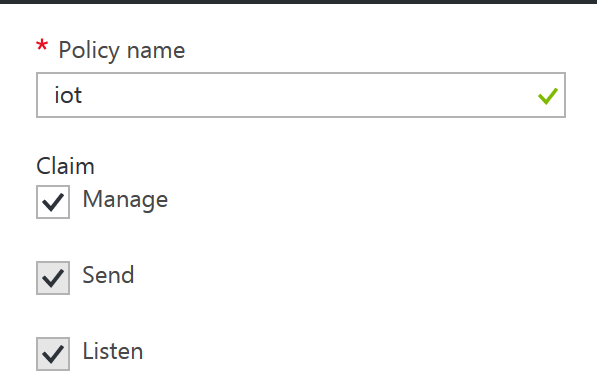 * Policy name
iot
Claim
Manage
Send
Listen